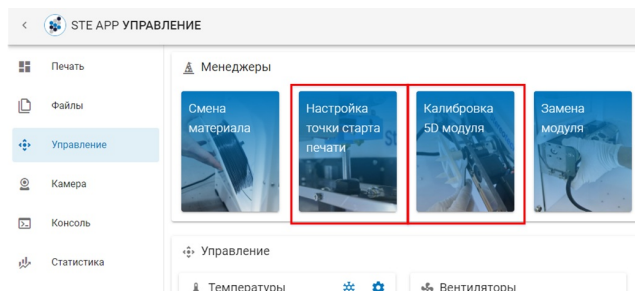 STE APP УПРАВЛЕНИЕ
Печать
Файлы
Управление
Камера
Консоль
Статистика
Менеджеры
Смена
материала
Настройка
точки старта
печати
Калибровка
5D модуля
Замена
модуля
Управление
Температуры
Вентиляторы